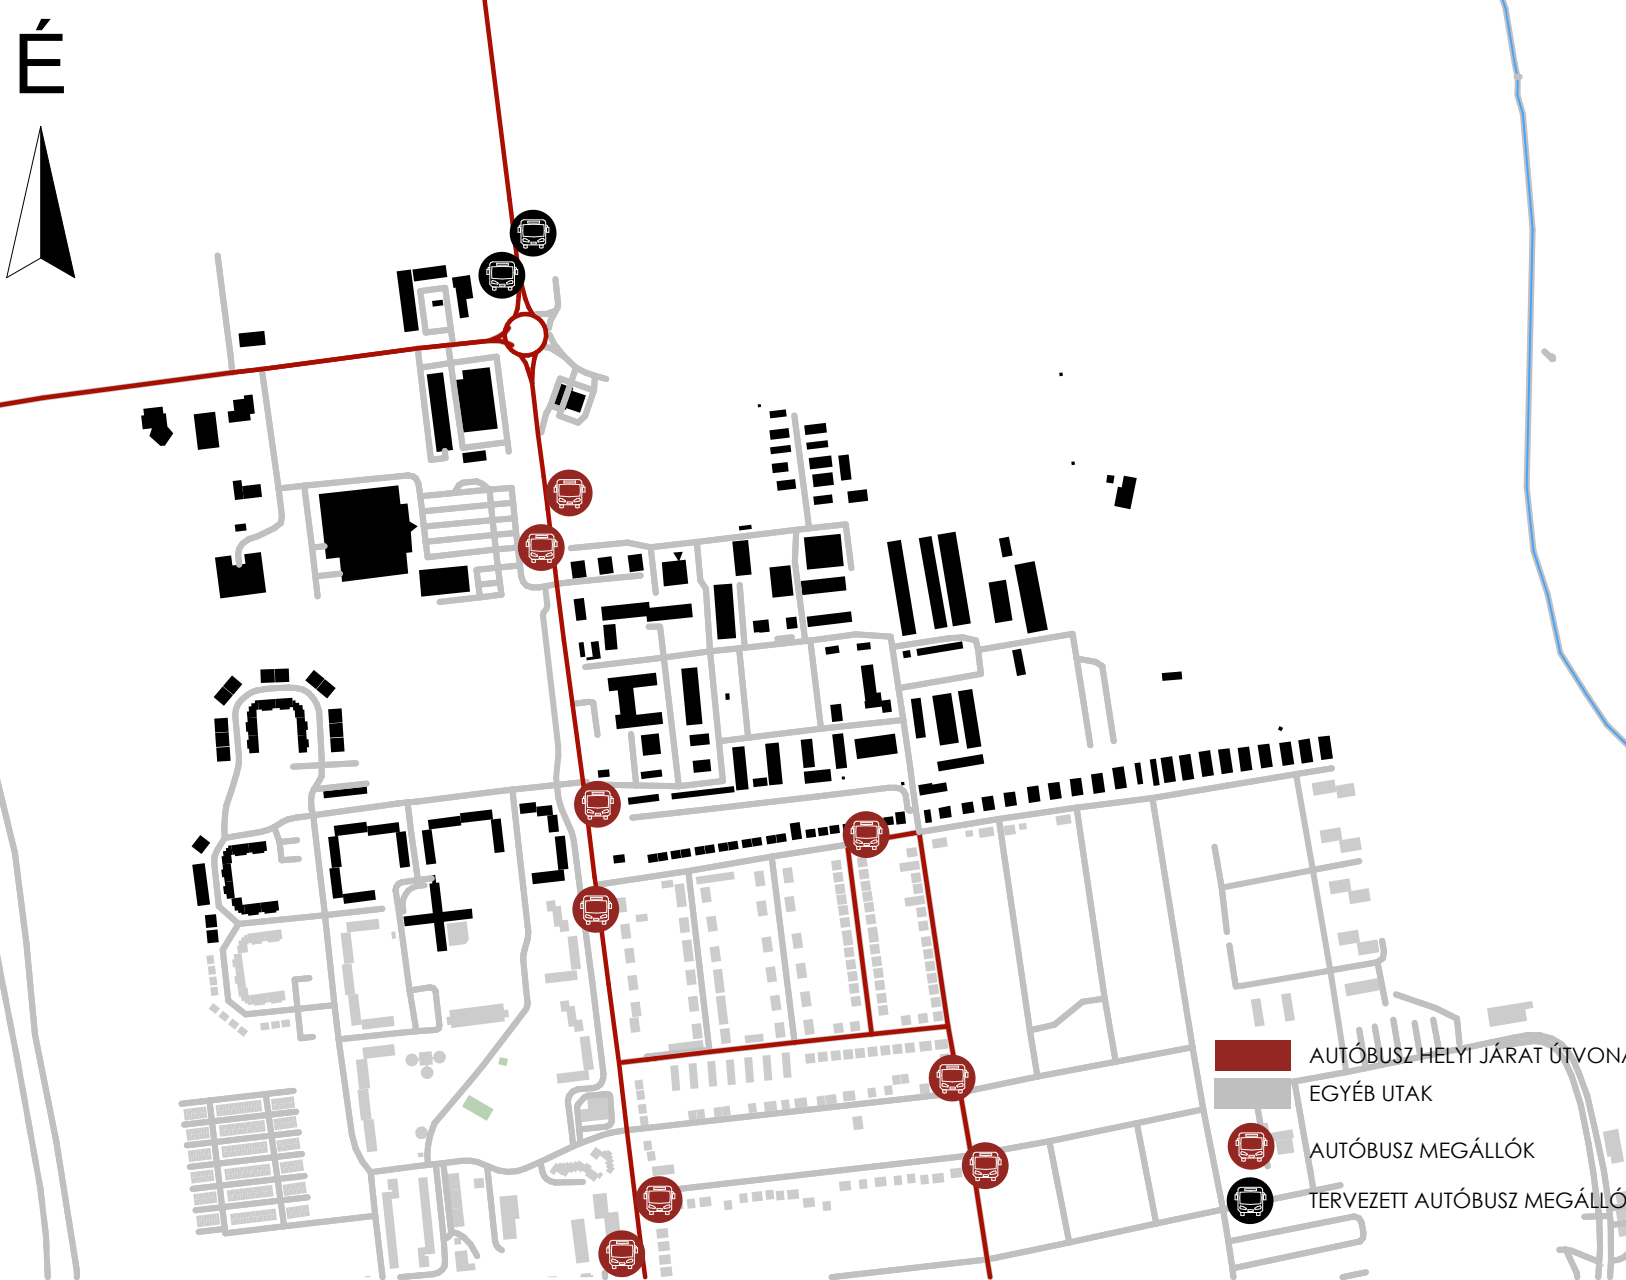 É
AUTÓBUSZ HELYI JÁRAT ÚTVONA
EGYÉB UTAK
AUTÓBUSZ MEGÁLLÓK
TERVEZETT AUTÓBUSZ MEGÁLLÓ